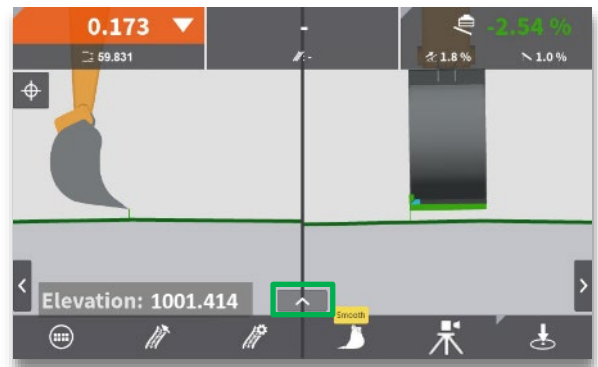 0.173 - -2.54 %
59.831 - 1.8 % 1.0 %
Elevation: 1001.414
Smooth